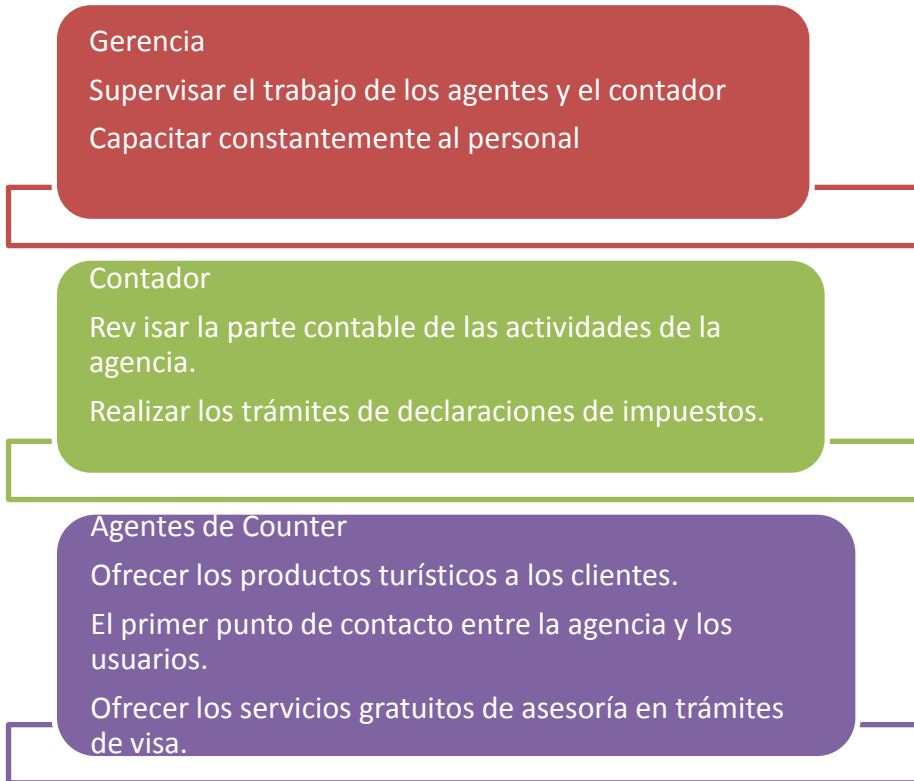 Gerencia
Supervisar el trabajo de los agentes y el contador
Capacitar constantemente al personal
Contador
Rev isar la parte contable de las actividades de la
agencia.
Realizar los trámites de declaraciones de impuestos.
Agentes de Counter
Ofrecer los productos turísticos a los clientes.
El primer punto de contacto entre la agencia y los
usuarios.
Ofrecer los servicios gratuitos de asesoría en trámites
de visa.